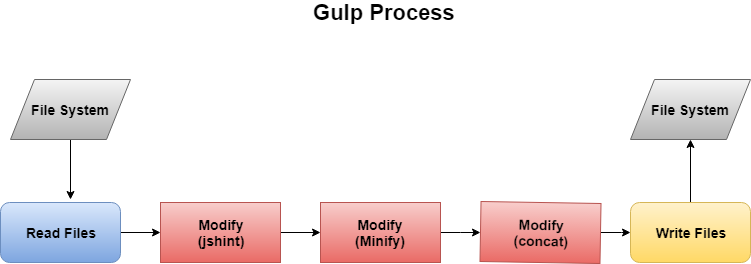 Gulp Process
File System
File System
Read Files
Modify
(jshint)
Modify
(Minify)
Modify
(concat)
Write Files